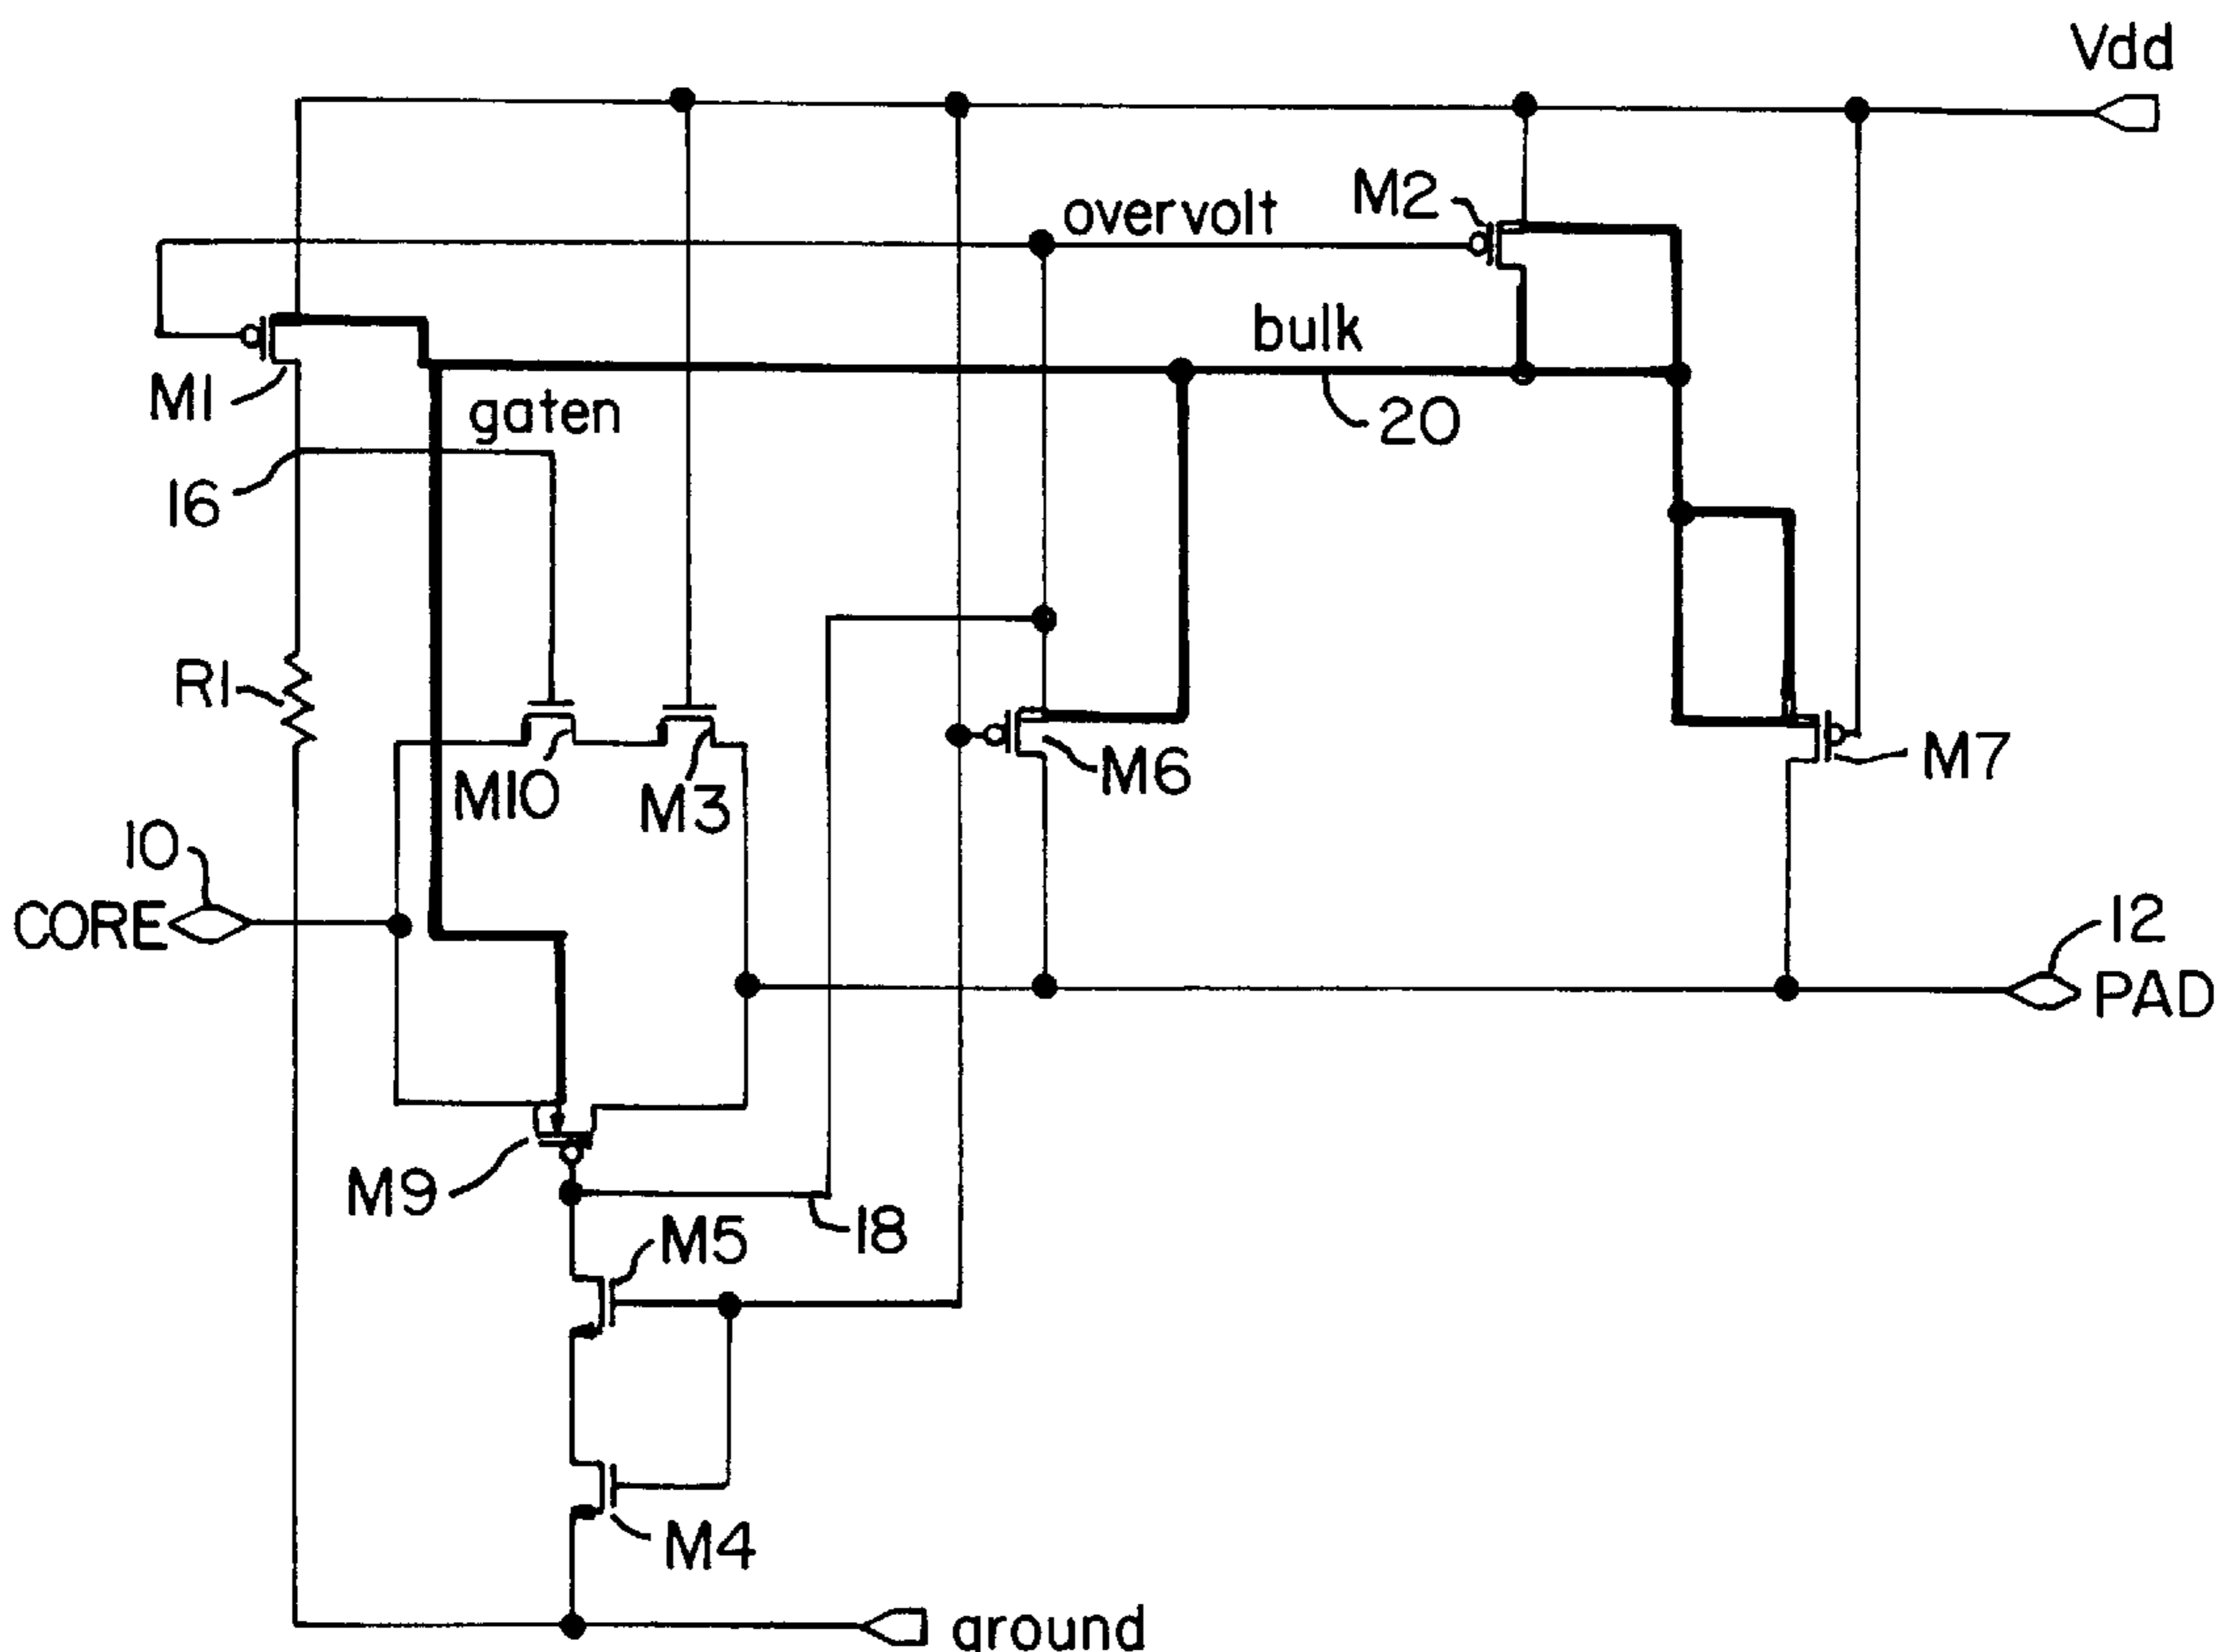 Vdd
M2
overvolt
bulk
M1
gaten
20
16
R1
M6
M7
M10
M3
10
12
CORE
PAD
M9
18
M5
M4
ground